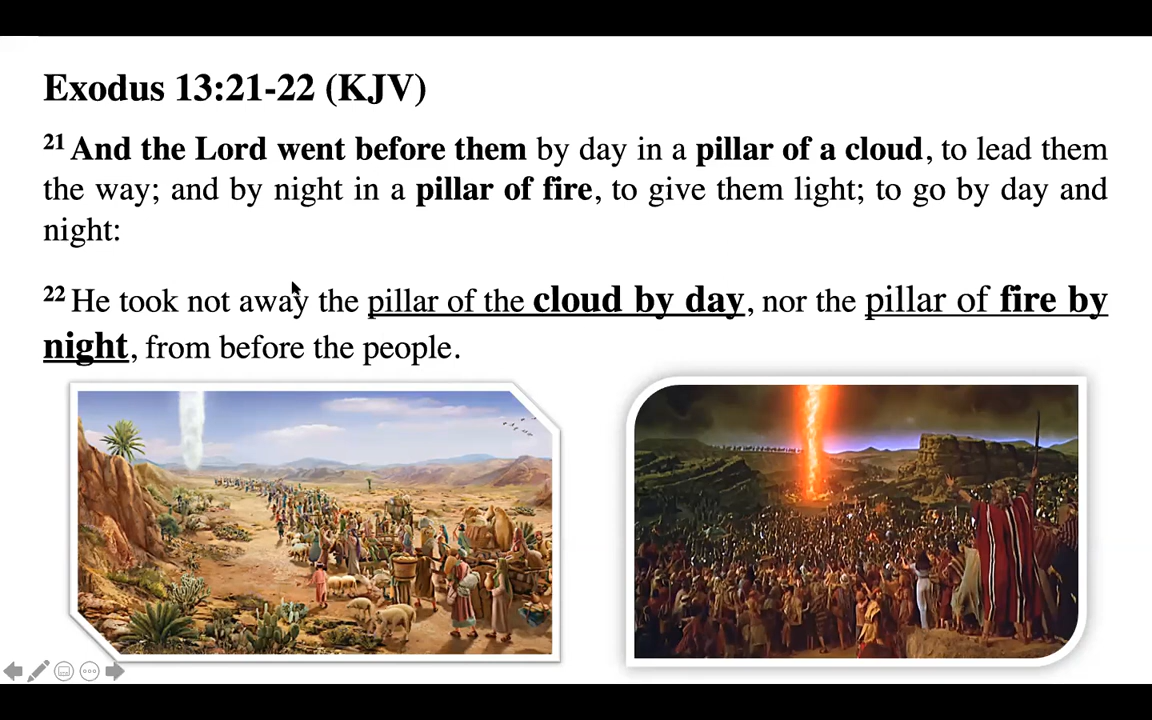 Exodus 13:21-22 (KJV)
21 And the Lord went before them by day in a pillar of a cloud, to lead them
the way; and by night in a pillar of fire, to give them light; to go by day and
night:
22 He took not away the pillar of the cloud by day, nor the pillar of fire by
night, from before the people.